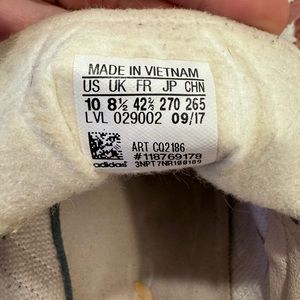 MADE IN VIETNAM
US UK FR JP CHN
10 8½ 42⅔ 270 265
LVL 029002 09/17
ART CQ2186
#118769178
adidas 3NPT7NR100109